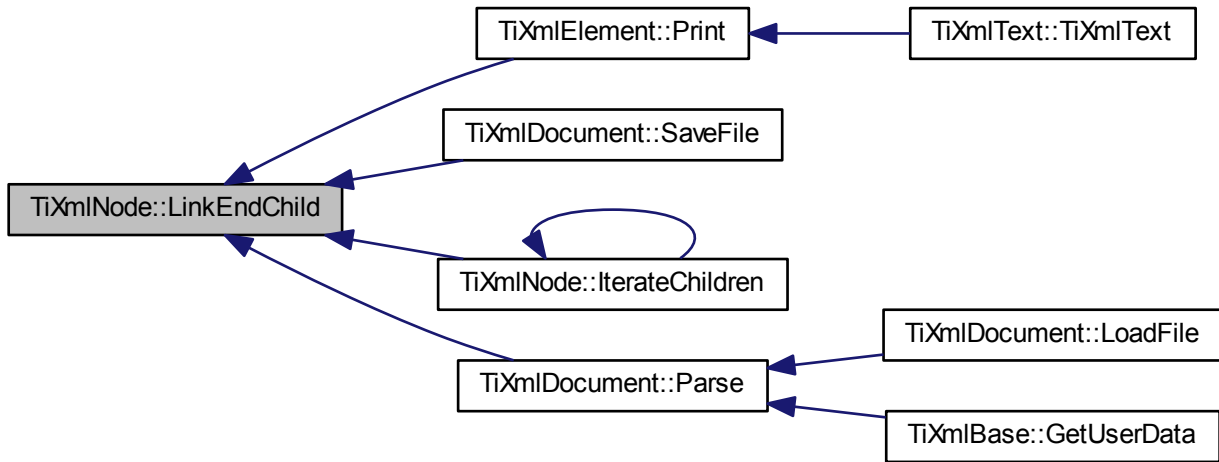 TiXmlElement::Print
TiXmlText::TiXmlText
TiXmlDocument::SaveFile
TiXmlNode::LinkEndChild
TiXmlNode::IterateChildren
TiXmlDocument::LoadFile
TiXmlDocument::Parse
TiXmlBase::GetUserData